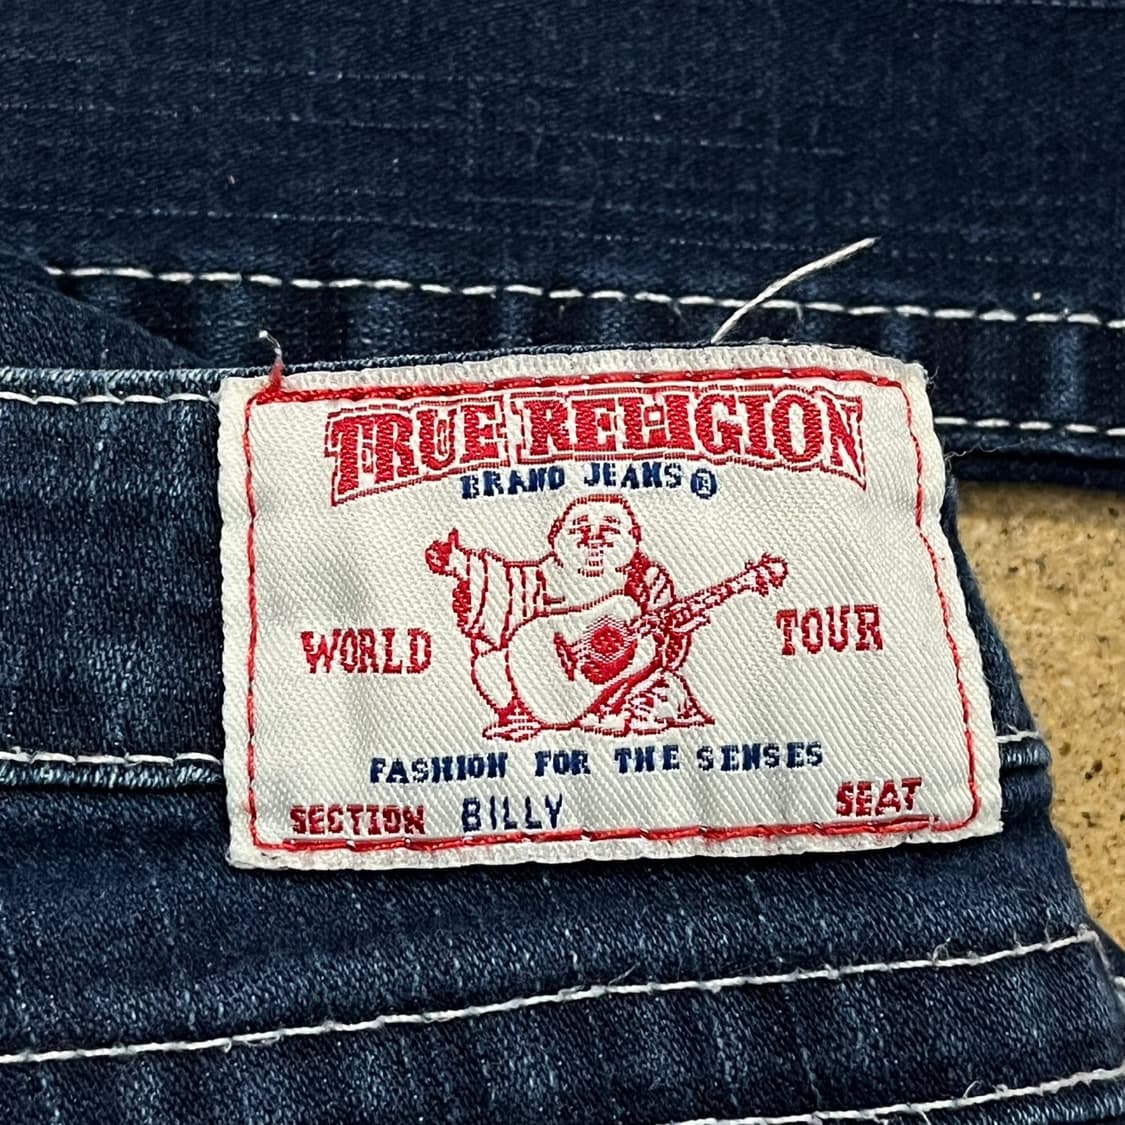 TRUE RELIGION
BRAND JEANS®
WORLD TOUR
FASHION FOR THE SENSES
SECTION BILLY SEAT